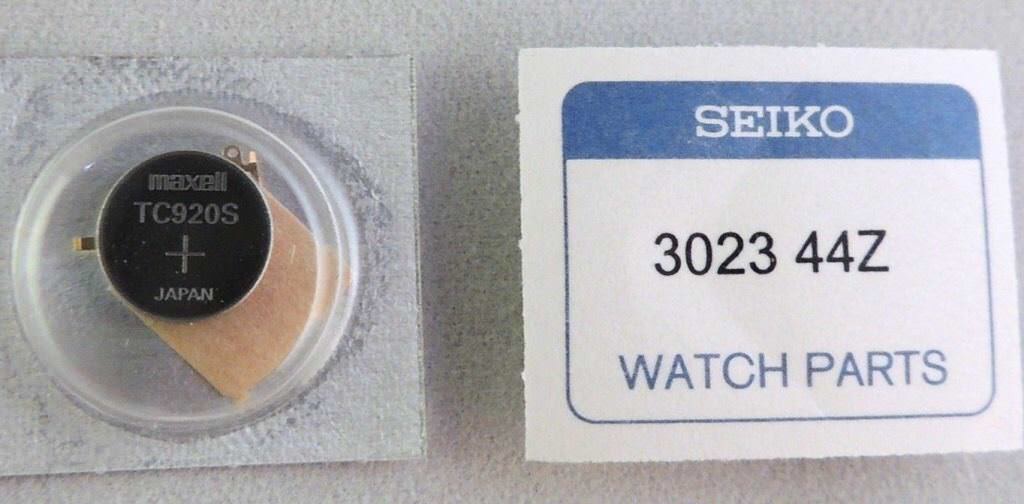 maxell
TC920S
+
JAPAN
SEIKO
3023 44Z
WATCH PARTS